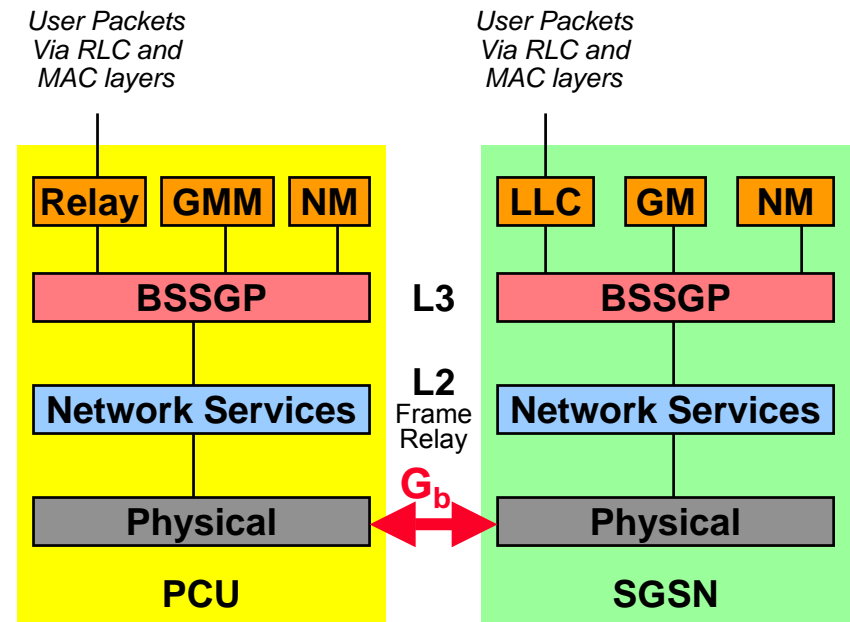 User Packets
Via RLC and
MAC layers
User Packets
Via RLC and
MAC layers
Relay GMM NM
LLC GM NM
BSSGP
L3
BSSGP
L2
Frame
Relay
Network Services
Network Services
Gb
Physical
Physical
PCU
SGSN